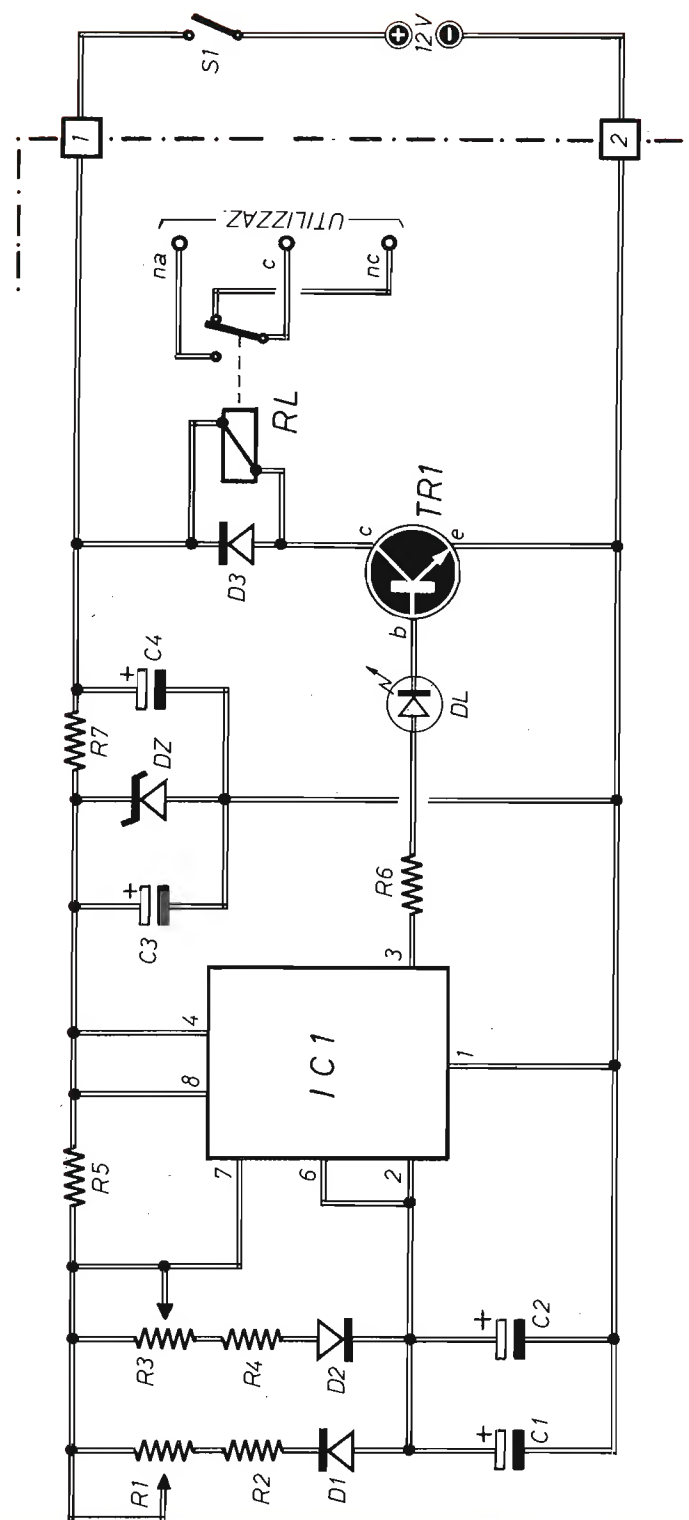 R1
R2
D1
C1
+
R3
R4
D2
C2
+
R5
7
6
2
8
4
IC1
3
1
C3
+
DZ
R7
C4
+
R6
DL
b
c
e
TR1
D3
RL
na
c
nc
UTILIZZAZ.
1
2
S1
+
12V
-